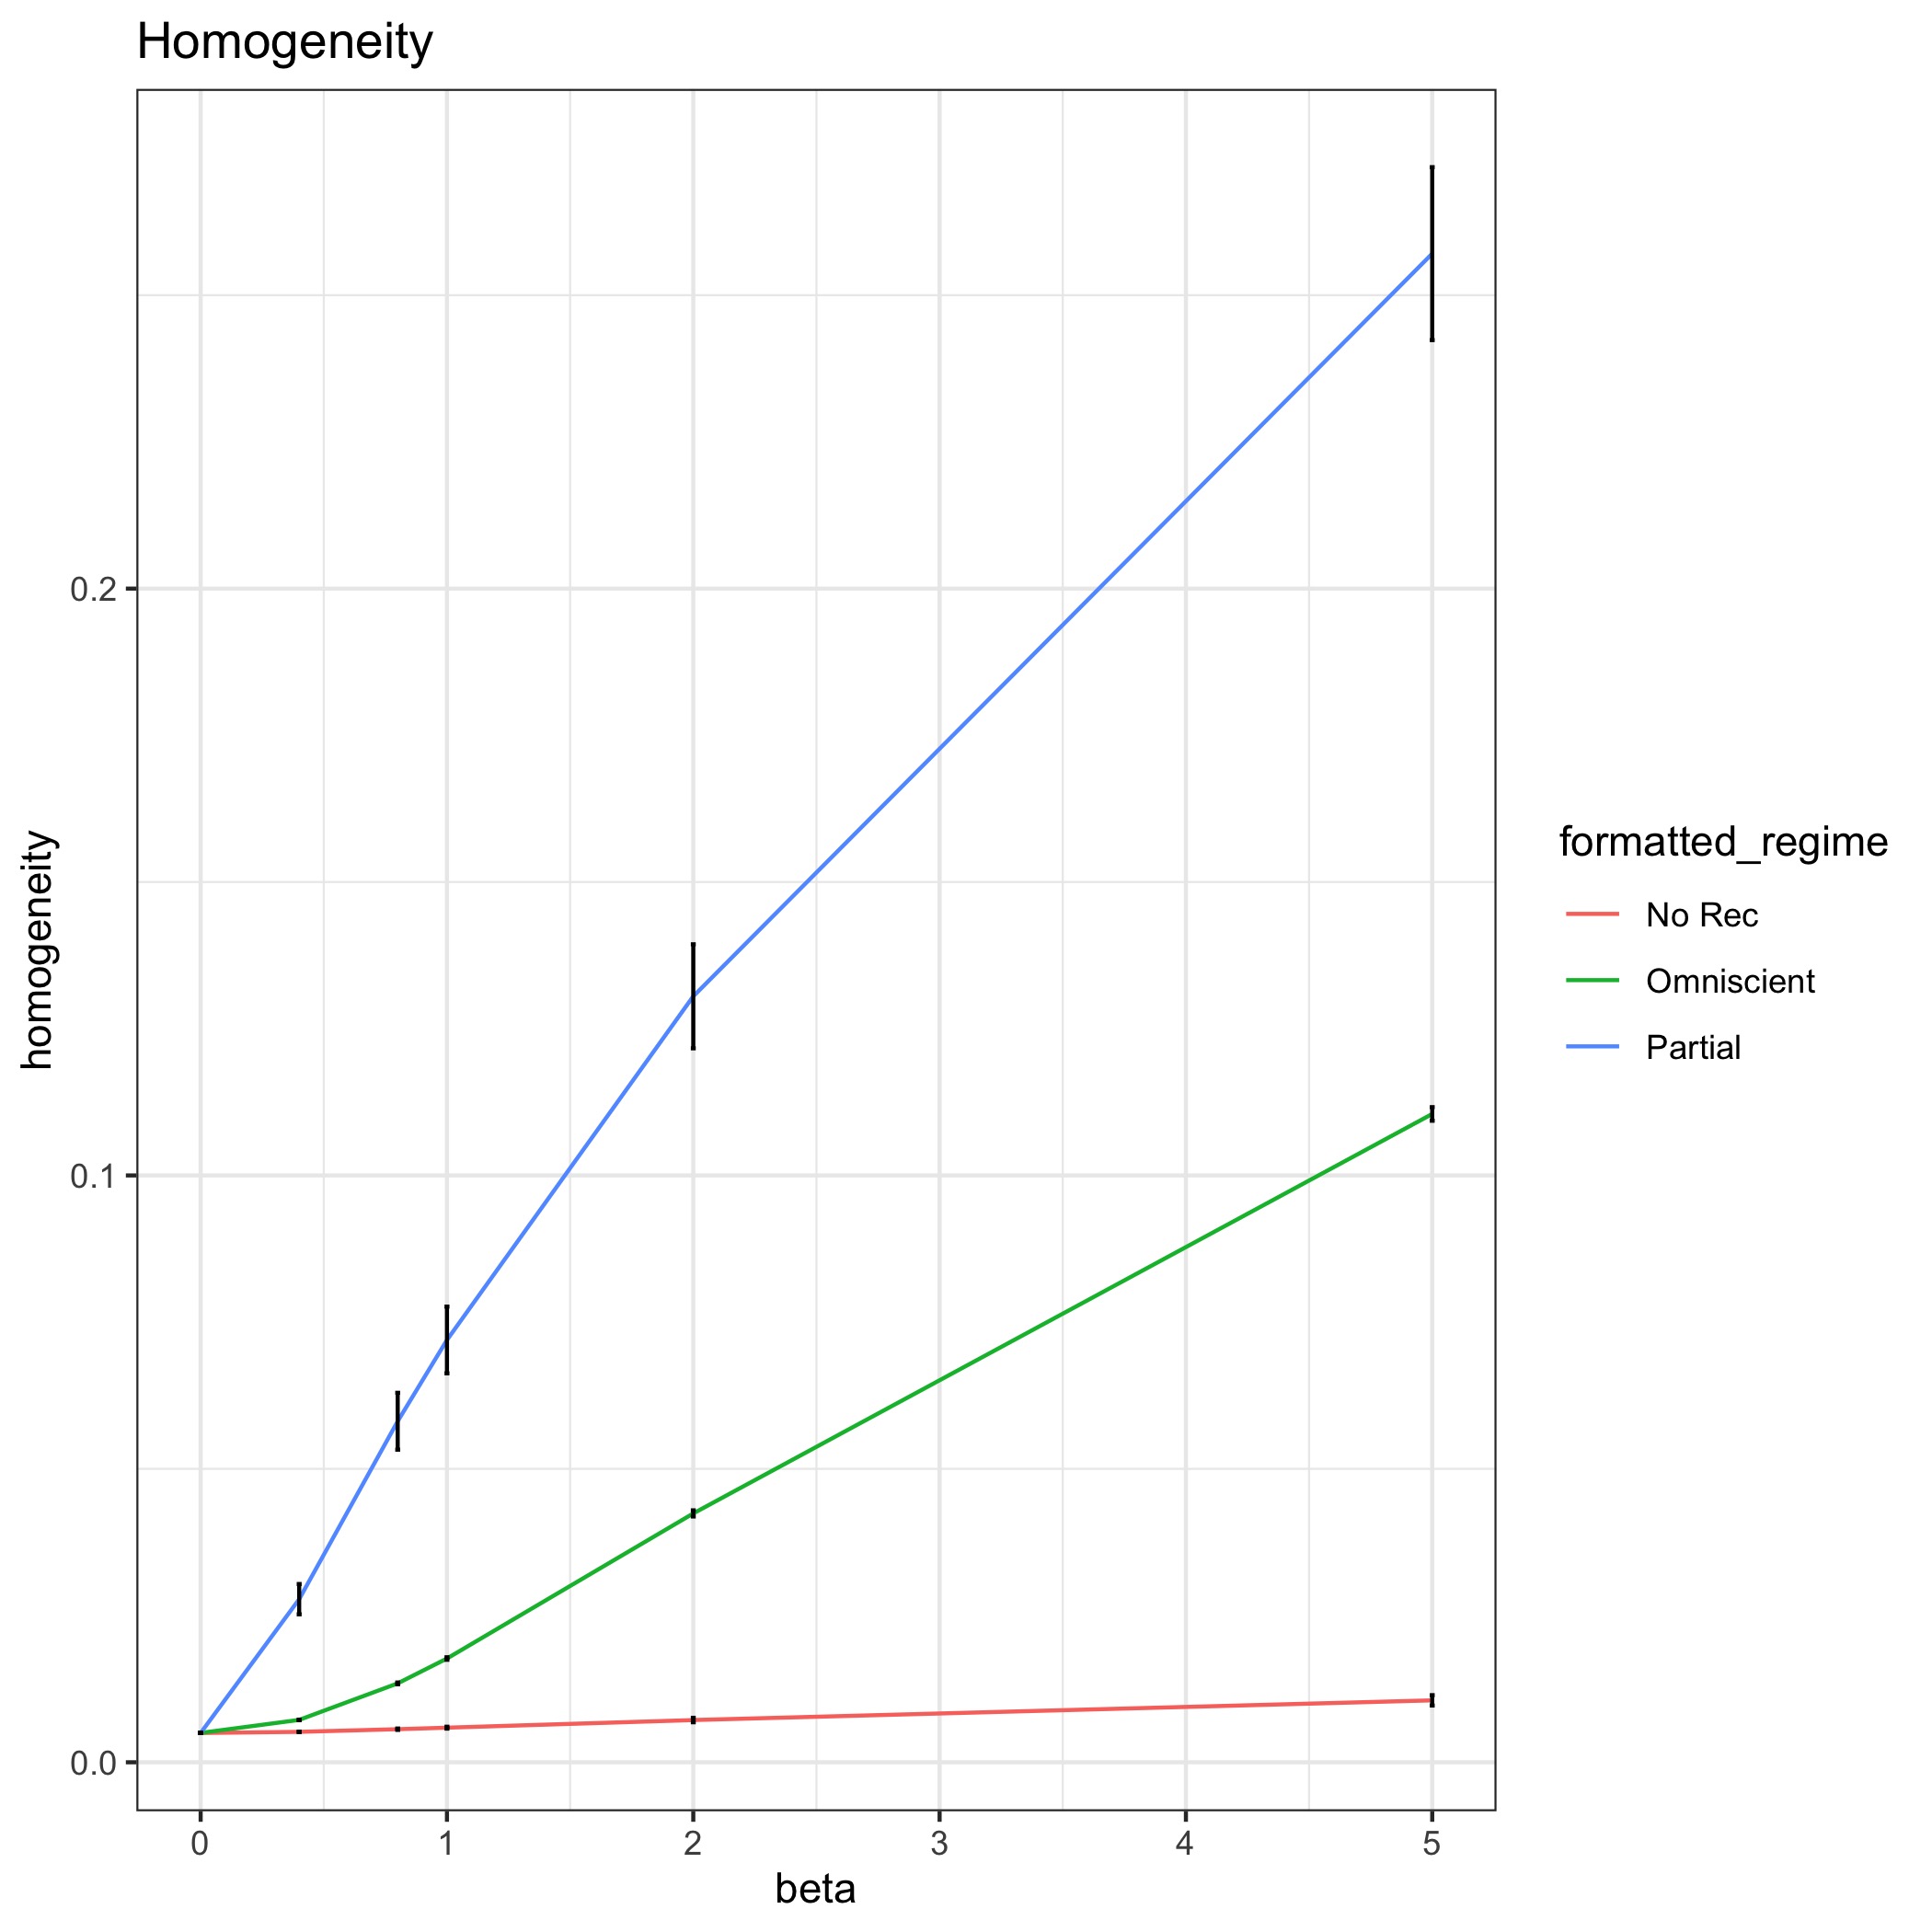 Homogeneity
homogeneity
0.2
0.1
0.0
0 1 2 3 4 5
beta
formatted_regime
No Rec
Omniscient
Partial